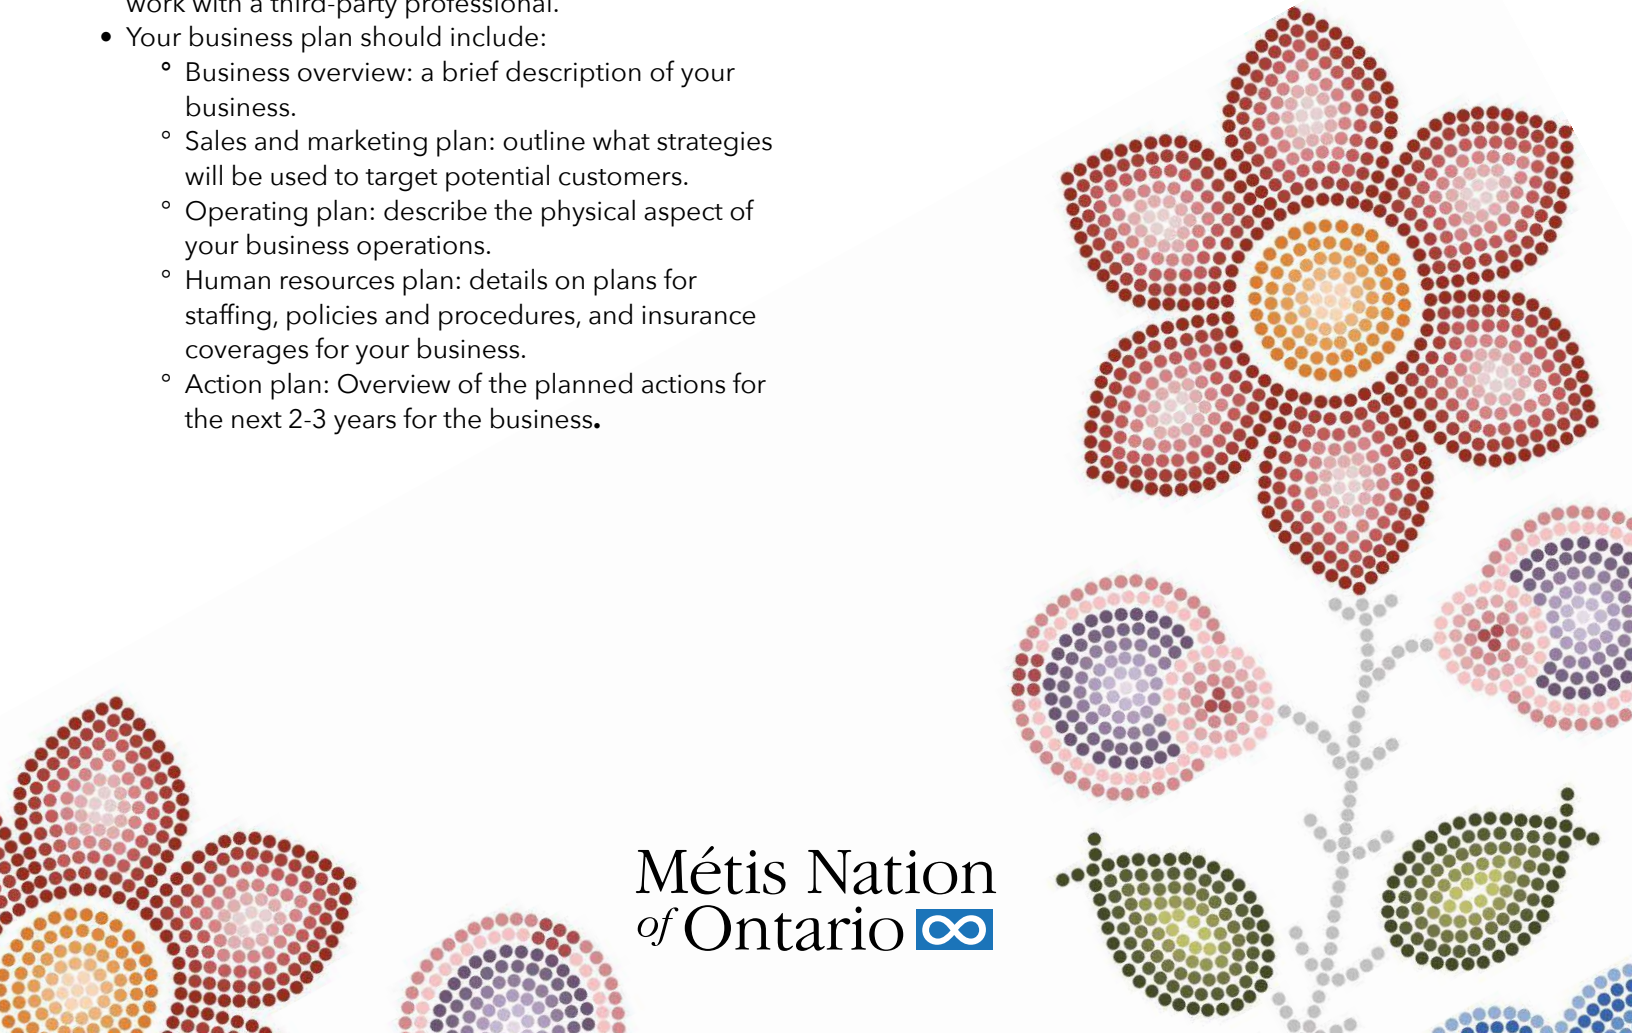 work with a third-party professional.
• Your business plan should include:
° Business overview: a brief description of your
business.
° Sales and marketing plan: outline what strategies
will be used to target potential customers.
° Operating plan: describe the physical aspect of
your business operations.
° Human resources plan: details on plans for
staffing, policies and procedures, and insurance
coverages for your business.
° Action plan: Overview of the planned actions for
the next 2-3 years for the business.
Métis Nation
of Ontario